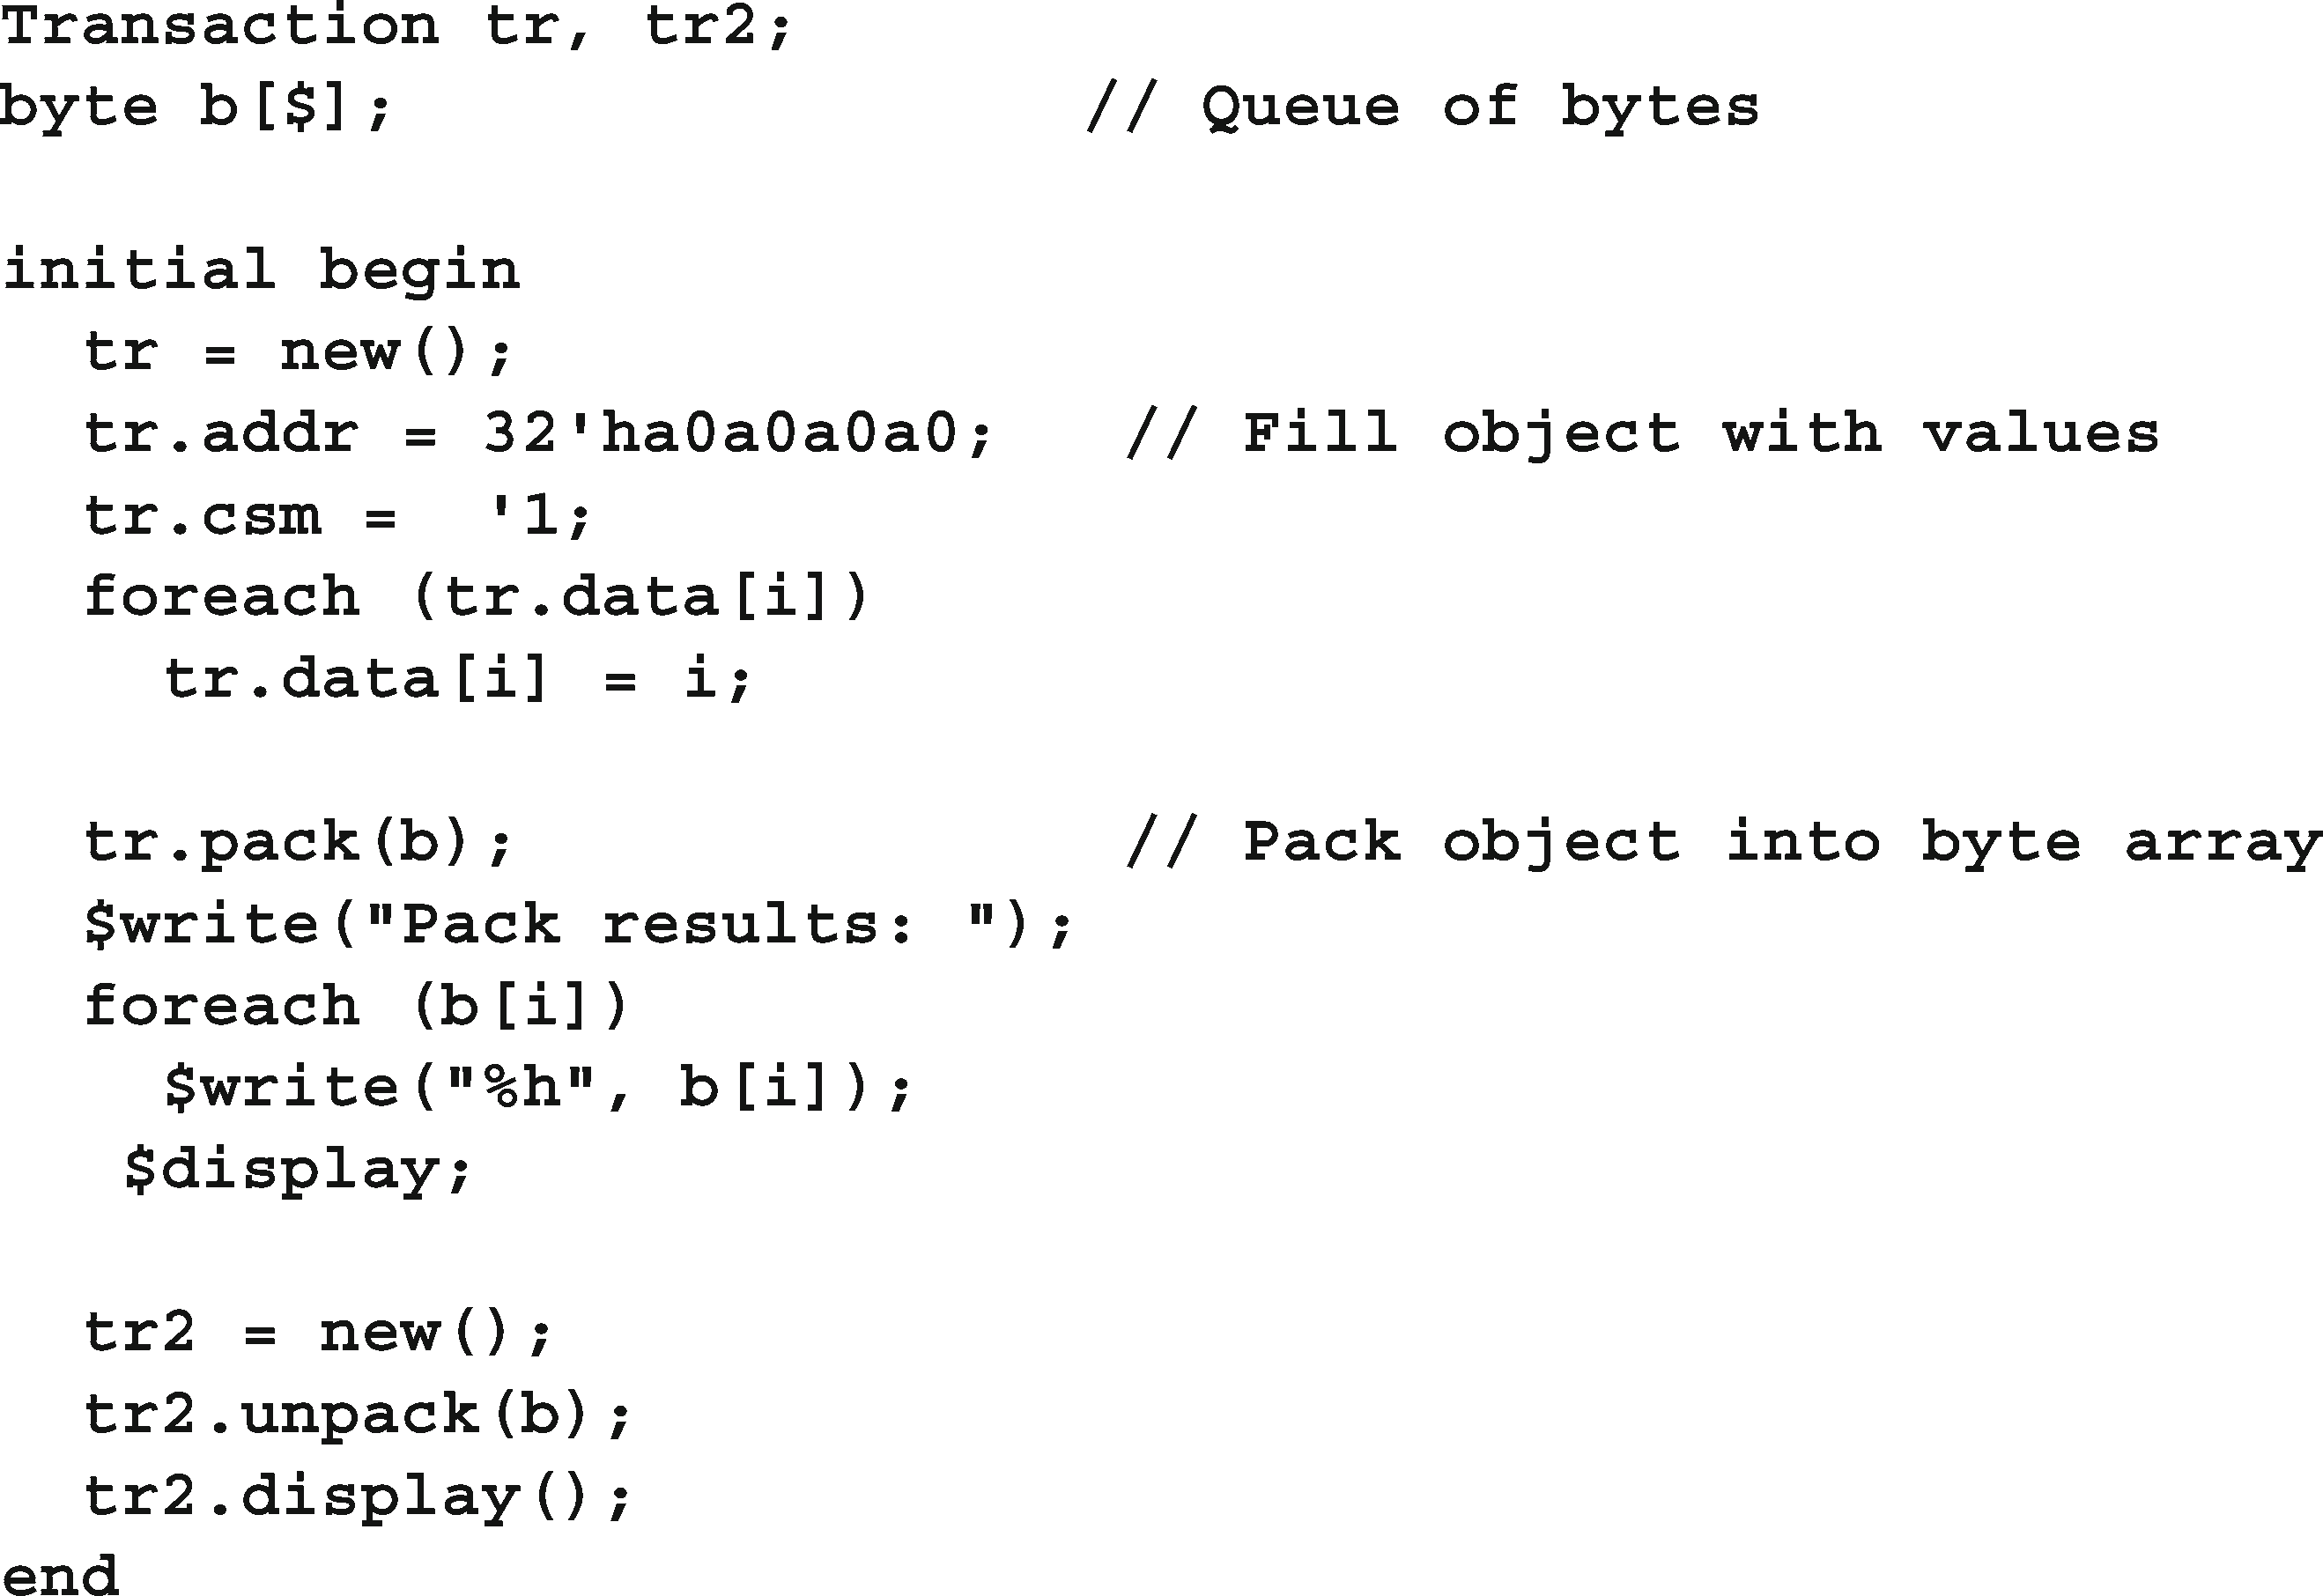 Transaction tr, tr2;
byte b[$];                  // Queue of bytes

initial begin
  tr = new();
  tr.addr = 32'ha0a0a0a0;   // Fill object with values
  tr.csm =  '1;
  foreach (tr.data[i])
    tr.data[i] = i;

  tr.pack(b);               // Pack object into byte array
  $write("Pack results: ");
  foreach (b[i])
    $write("%h", b[i]);
   $display;

  tr2 = new();
  tr2.unpack(b);
  tr2.display();
end